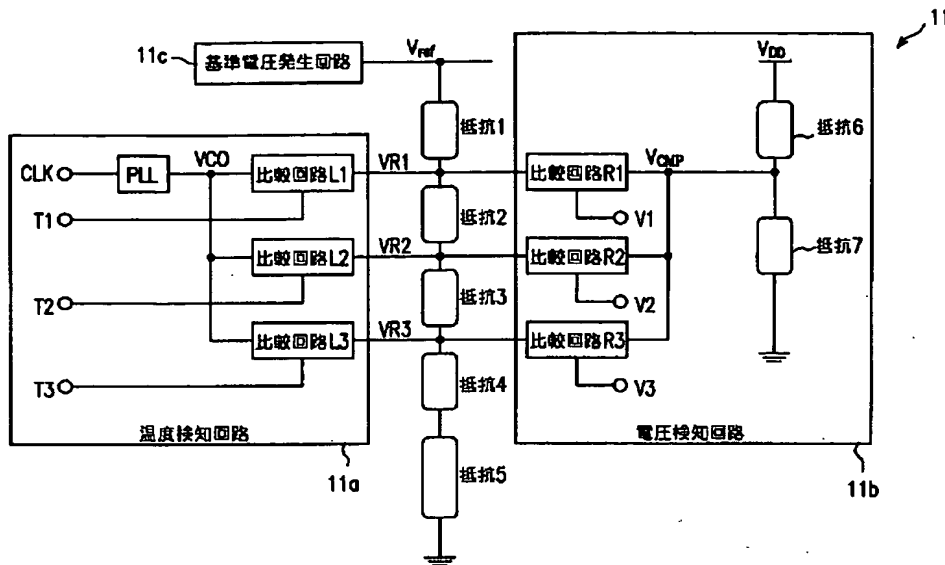 11
11c
基準電圧発生回路
Vref
VDD
抵抗1
抵抗6
CLK
PLL
VCO
比較回路L1
VR1
比較回路R1
VCMP
T1
V1
抵抗2
抵抗7
比較回路L2
VR2
比較回路R2
T2
V2
抵抗3
比較回路L3
VR3
比較回路R3
T3
V3
抵抗4
温度検知回路
電圧検知回路
11a
抵抗5
11b